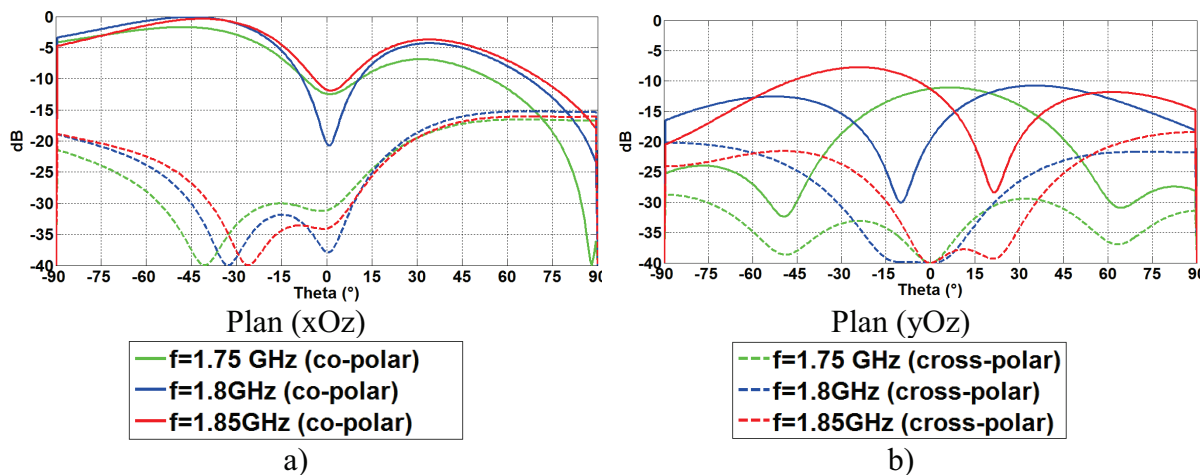 0
-5
-10
-15
-20
-25
-30
-35
-40
dB
-90 -75 -60 -45 -30 -15 0 15 30 45 60 75 90
Theta (°)
Plan (xOz)
f=1.75 GHz (co-polar)
f=1.8GHz (co-polar)
f=1.85GHz (co-polar)
a)
0
-5
-10
-15
-20
-25
-30
-35
-40
dB
-90 -75 -60 -45 -30 -15 0 15 30 45 60 75 90
Theta (°)
Plan (yOz)
f=1.75 GHz (cross-polar)
f=1.8GHz (cross-polar)
f=1.85GHz (cross-polar)
b)